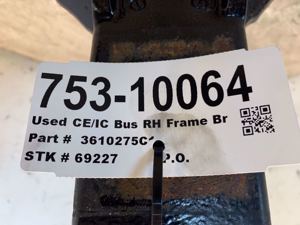 753-10064
Used CE/IC Bus RH Frame Br
Part # 3610275C
STK # 69227 P.O.